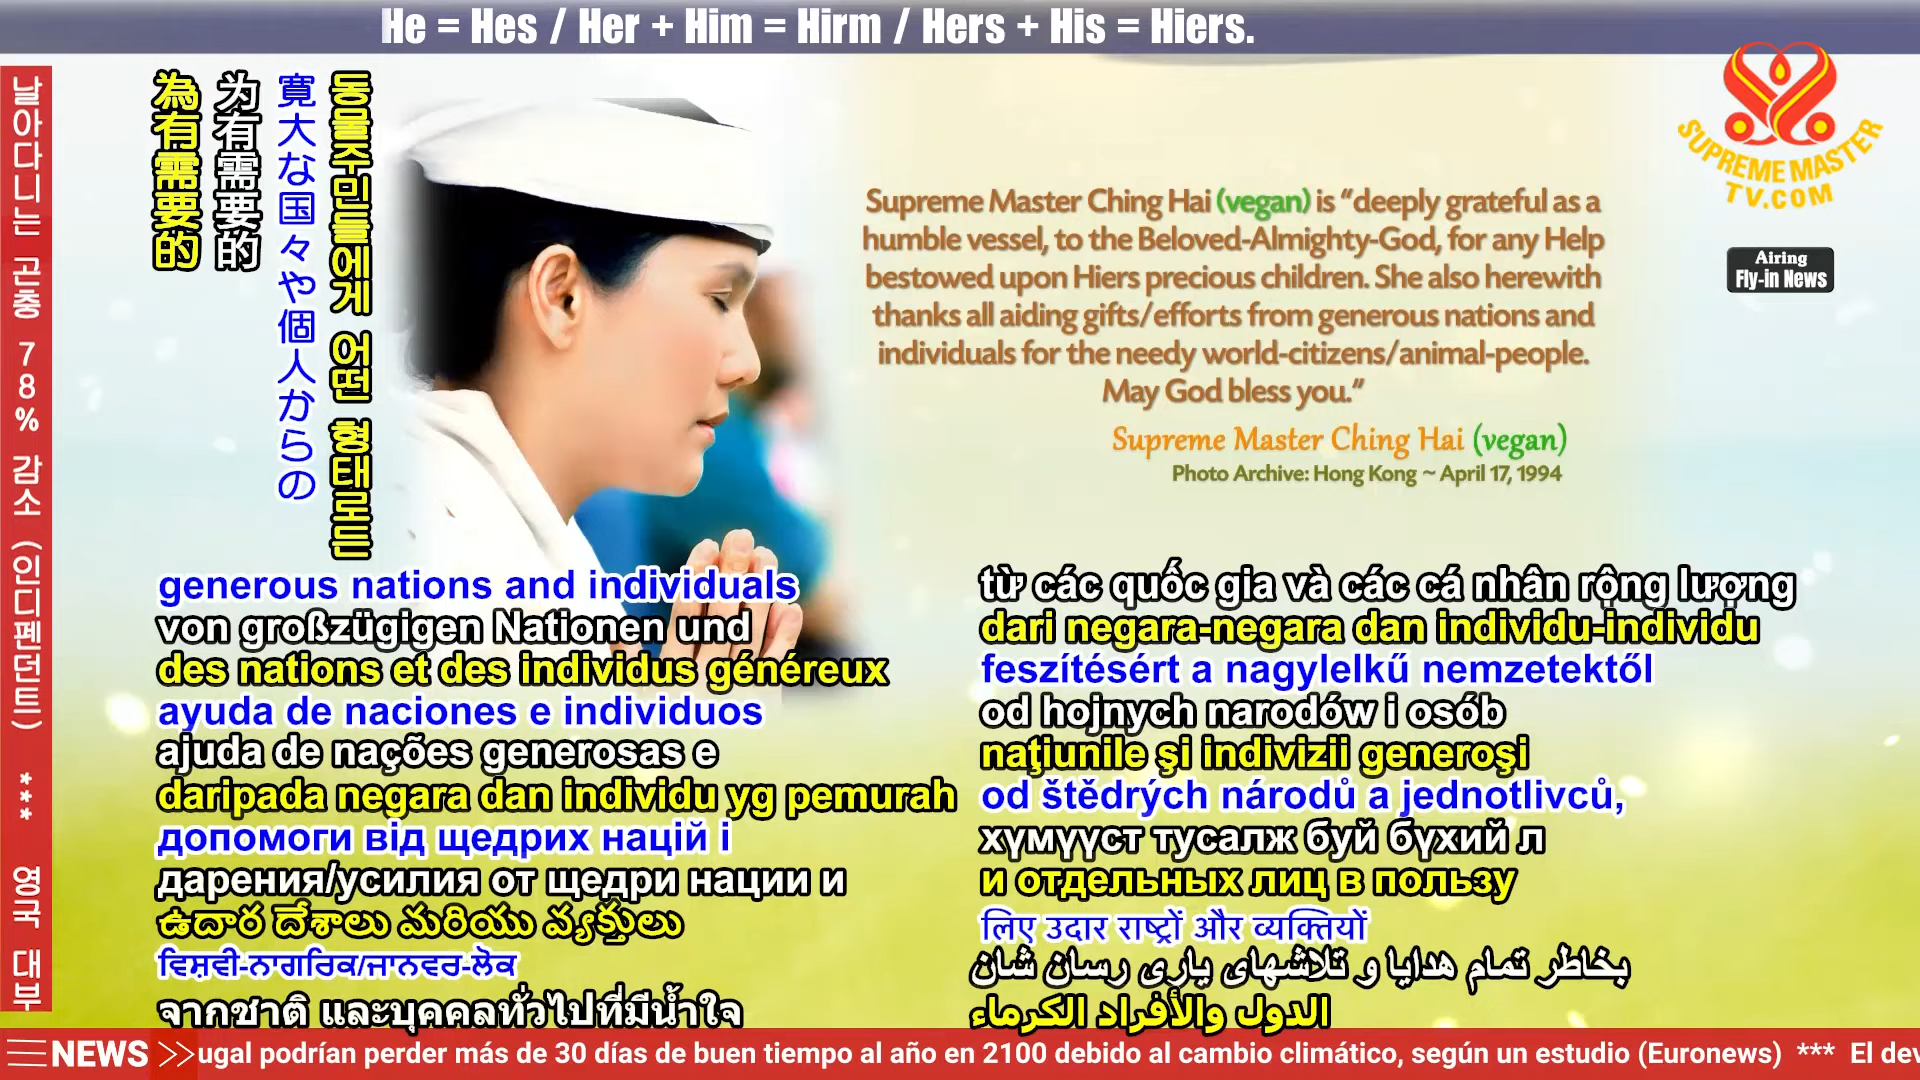 He = Hes / Her + Him = Hirm / Hers + His = Hiers.
날아다니는 곤충 78% 감소 (인디펜던트) *** 영국 대부
為有需要的
为有需要的
寛大な国々や個人からの
동물주민들에게 어떤 형태로든
Supreme Master Ching Hai (vegan) is “deeply grateful as a
humble vessel, to the Beloved-Almighty-God, for any Help
bestowed upon Hiers precious children. She also herewith
thanks all aiding gifts/efforts from generous nations and
individuals for the needy world-citizens/animal-people.
May God bless you.”
Supreme Master Ching Hai (vegan)
Photo Archive: Hong Kong ~ April 17, 1994
SUPREME MASTER
TV.COM
Airing
Fly-in News
generous nations and individuals
von großzügigen Nationen und
des nations et des individus généreux
ayuda de naciones e individuos
ajuda de nações generosas e
daripada negara dan individu yg pemurah
допомоги від щедрих націй і
дарения/усилия от щедри нации и
ఉదార దేశాలు మరియు వ్యక్తులు
ਵਿਸ਼ਵੀ-ਨਾਗਰਿਕ/ਜਾਨਵਰ-ਲੋਕ
จากชาติ และบุคคลทั่วไปที่มีน้ำใจ
từ các quốc gia và các cá nhân rộng lượng
dari negara-negara dan individu-individu
feszítésért a nagylelkű nemzetektől
od hojnych narodów i osób
naţiunile şi indivizii generoşi
od štědrých národů a jednotlivců,
хүмүүст тусалж буй бүхий л
и отдельных лиц в пользу
लिए उदार राष्ट्रों और व्यक्तियों
بخاطر تمام هدایا و تلاشهای یاری رسان شان
الدول والأفراد الكرماء
NEWS ugal podrían perder más de 30 días de buen tiempo al año en 2100 debido al cambio climático, según un estudio (Euronews) *** El dev